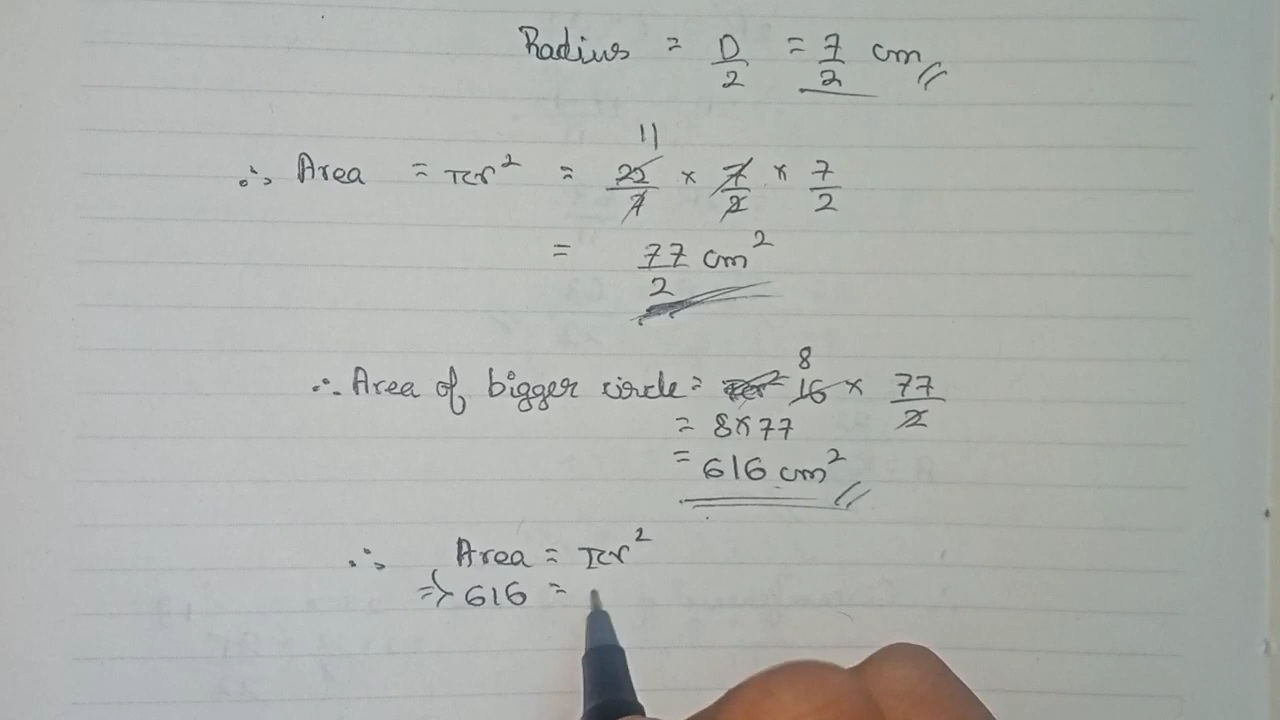 Radius = D/2 = 7/2 cm
∴ Area = πr² = 22/7 × 7/2 × 7/2
11
= 77/2 cm²
∴ Area of bigger circle = 16 × 77/2
8
= 8×77
= 616 cm²
∴ Area = πr²
⇒ 616 =